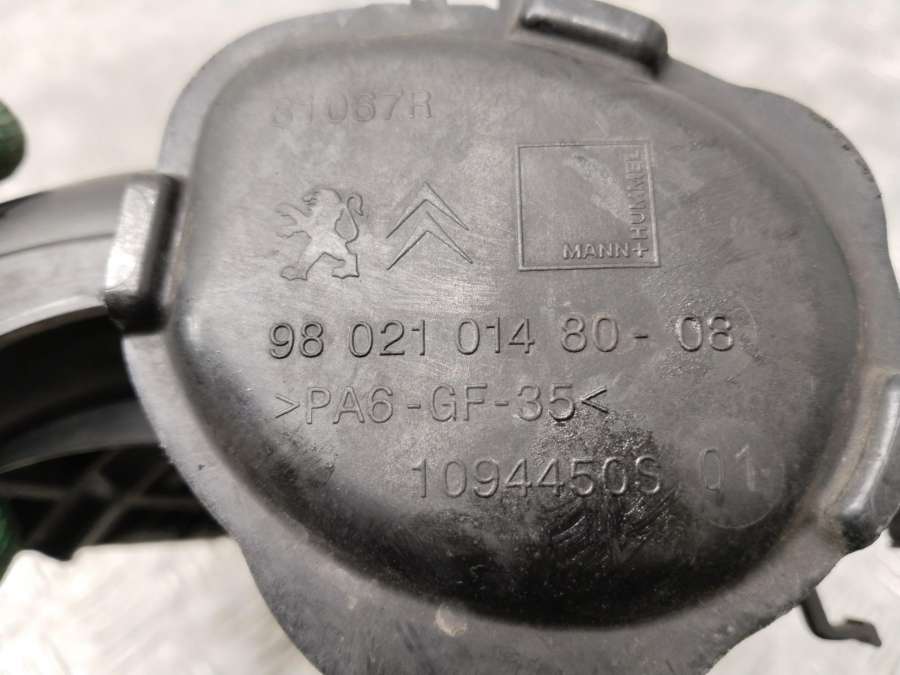 81067R
MANN+
HUMMEL
98 021 014 80 - 08
>PA6-GF-35<
1094450S 01